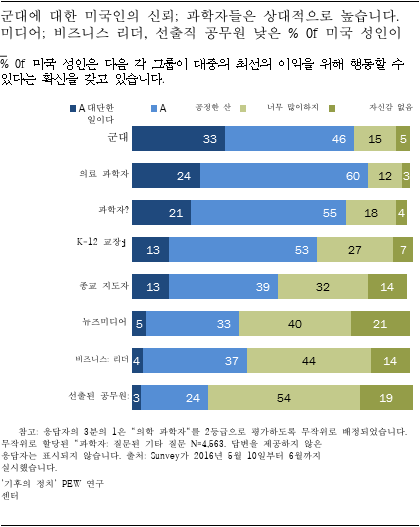 군대에 대한 미국인의 신뢰; 과학자들은 상대적으로 높습니다.
미디어; 비즈니스 리더, 선출직 공무원 낮은 % Of 미국 성인이
% Of 미국 성인은 다음 각 그룹이 대중의 최선의 이익을 위해 행동할 수
있다는 확신을 갖고 있습니다.
A 대단한 A 공정한 산 너무 많이하지 자신감 없음
일이다
군대 33 46 15 5
의료 과학자 24 60 12 3
과학자? 21 55 18 4
K-12 교장 13 53 27 7
종교 지도자 13 39 32 14
뉴즈미디어 5 33 40 21
비즈니스: 리더 4 37 44 14
선출된 공무원: 3 24 54 19
참고: 응답자의 3분의 1은 "의학 과학자"를 2등급으로 평가하도록 무작위로 배정되었습니다.
무작위로 할당된 "과학자: 질문된 기타 질문 N=4,563. 답변을 제공하지 않은
응답자는 표시되지 않습니다. 출처: Survey가 2016년 5월 10일부터 6월까지
실시했습니다.
'기후의 정치' PEW 연구
센터